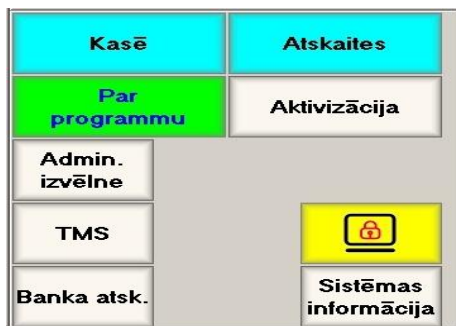 Kasē
Atskaites
Par
programmu
Aktivizācija
Admin.
izvēlne
TMS
Banka atsk.
Sistēmas
informācija